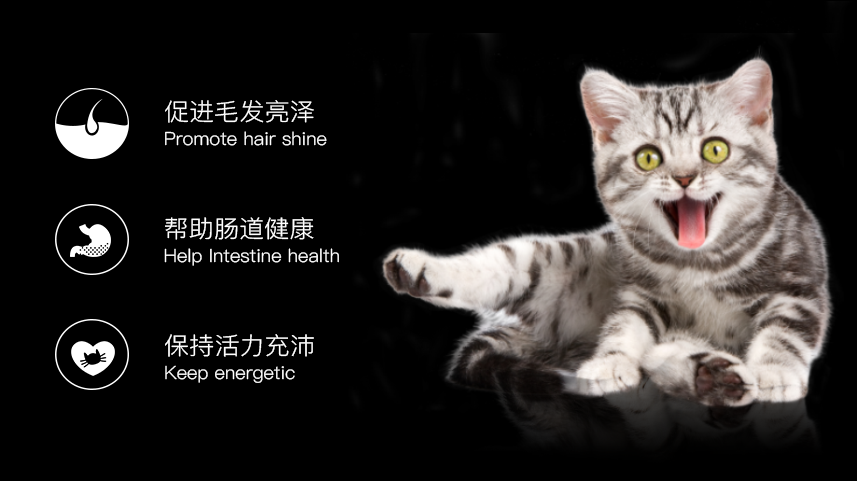 促进毛发亮泽
Promote hair shine
帮助肠道健康
Help Intestine health
保持活力充沛
Keep energetic